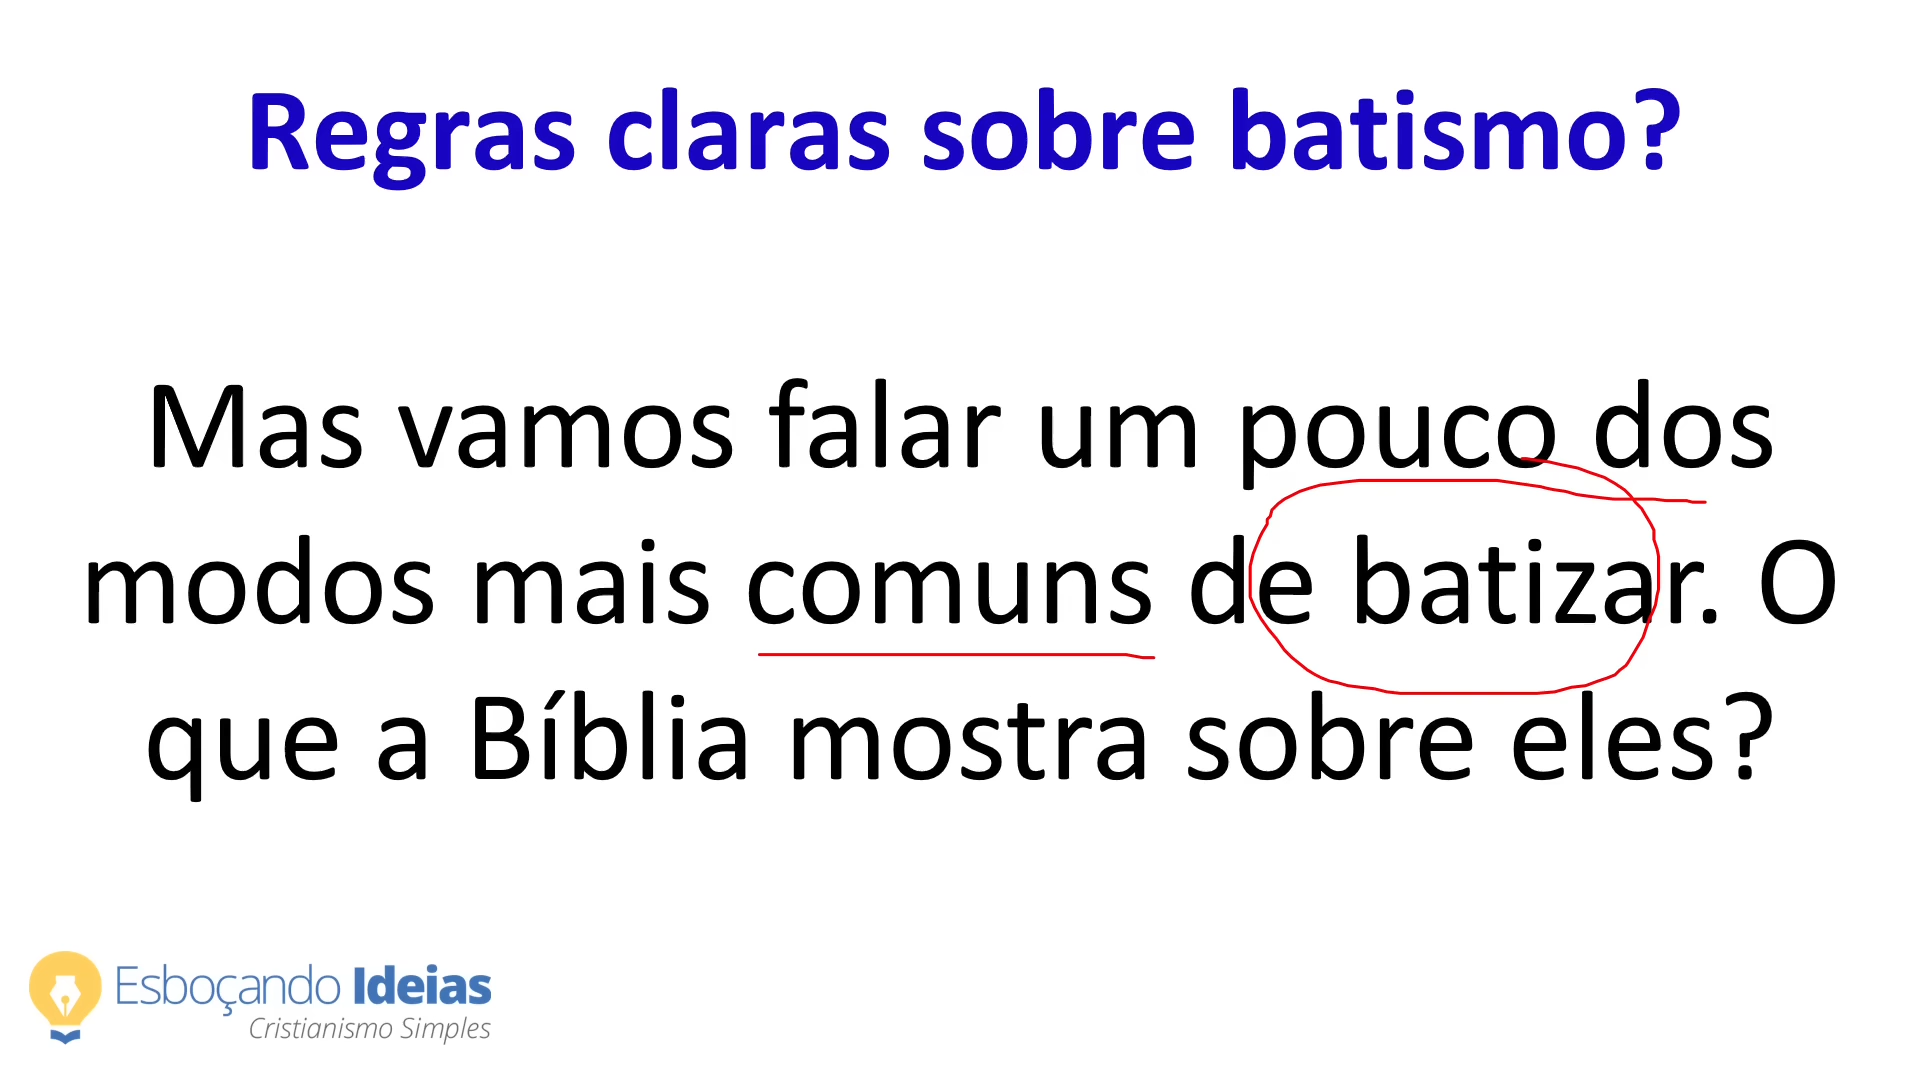 Regras claras sobre batismo?
Mas vamos falar um pouco dos
modos mais comuns de batizar. O
que a Bíblia mostra sobre eles?
Esboçando Ideias
Cristianismo Simples